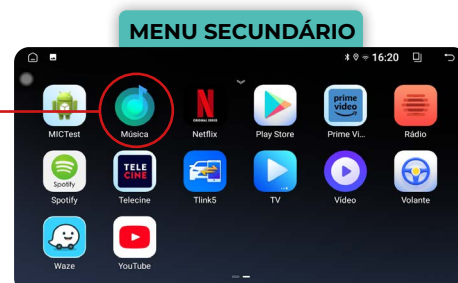 MENU SECUNDÁRIO
16:20
NETFLIX
prime
video
MICTest
Música
Netflix
Play Store
Prime Vi...
Rádio
Spotify
TELE
CINE
Spotify
Telecine
Tlink5
TV
Vídeo
Volante
Waze
YouTube